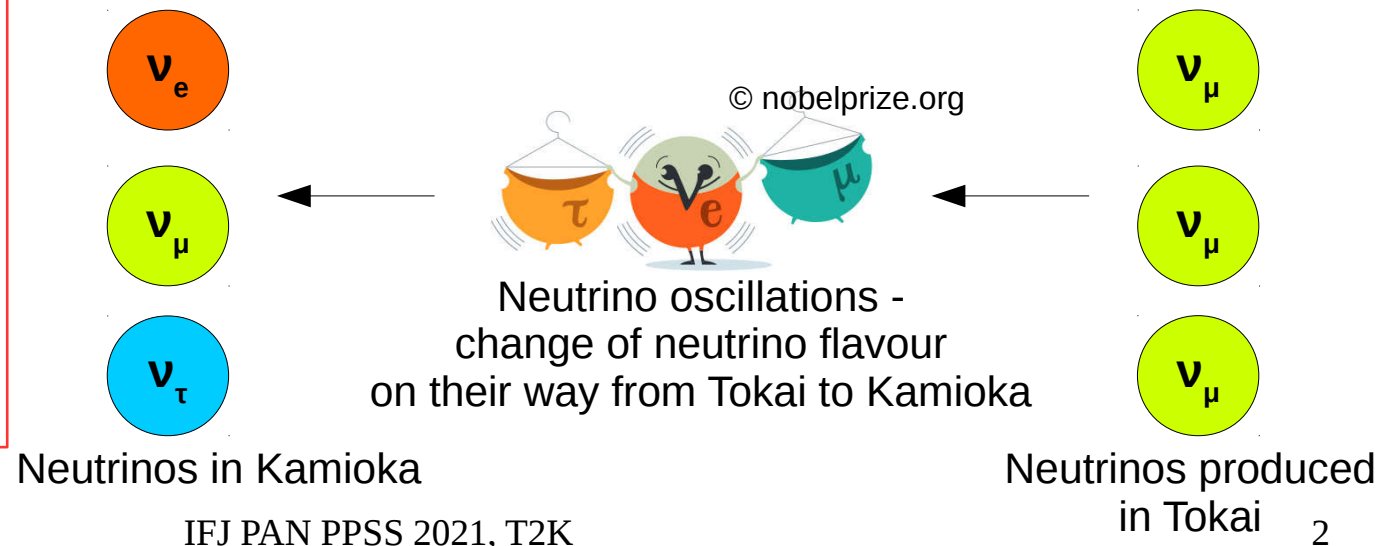 νe
νμ
ντ
Neutrinos in Kamioka
© nobelprize.org
τ
νe
μ
Neutrino oscillations -
change of neutrino flavour
on their way from Tokai to Kamioka
νμ
νμ
νμ
Neutrinos produced
in Tokai
IFJ PAN PPSS 2021, T2K
2